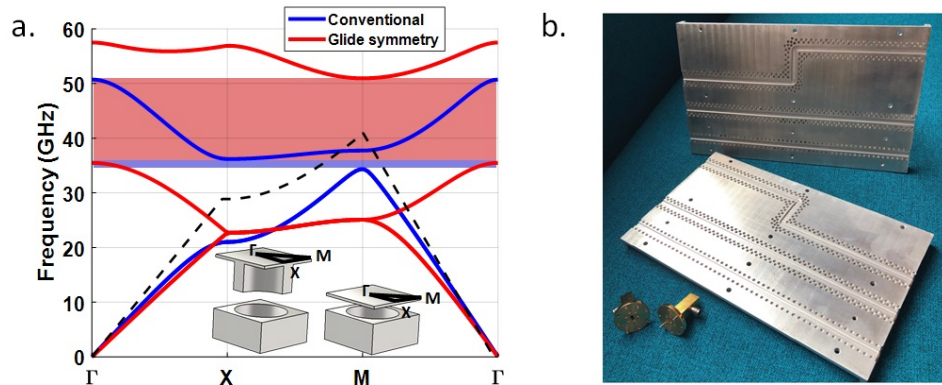 a.
Frequency (GHz)
60
50
40
30
20
10
0
Conventional
Glide symmetry
Γ
M
X
Γ
M
X
Γ
X
M
Γ
b.